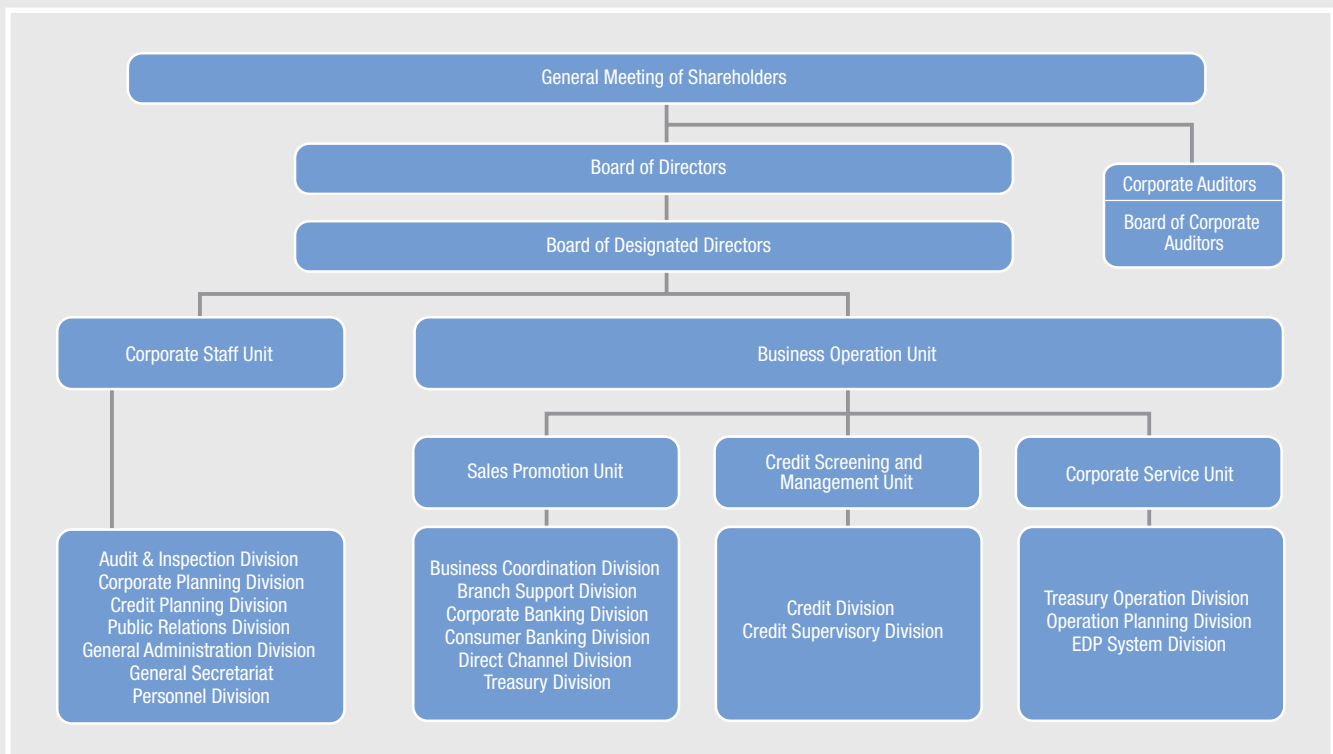 General Meeting of Shareholders
Board of Directors
Corporate Auditors
Board of Corporate
Auditors
Board of Designated Directors
Corporate Staff Unit
Business Operation Unit
Sales Promotion Unit
Credit Screening and
Management Unit
Corporate Service Unit
Audit & Inspection Division
Corporate Planning Division
Credit Planning Division
Public Relations Division
General Administration Division
General Secretariat
Personnel Division
Business Coordination Division
Branch Support Division
Corporate Banking Division
Consumer Banking Division
Direct Channel Division
Treasury Division
Credit Division
Credit Supervisory Division
Treasury Operation Division
Operation Planning Division
EDP System Division